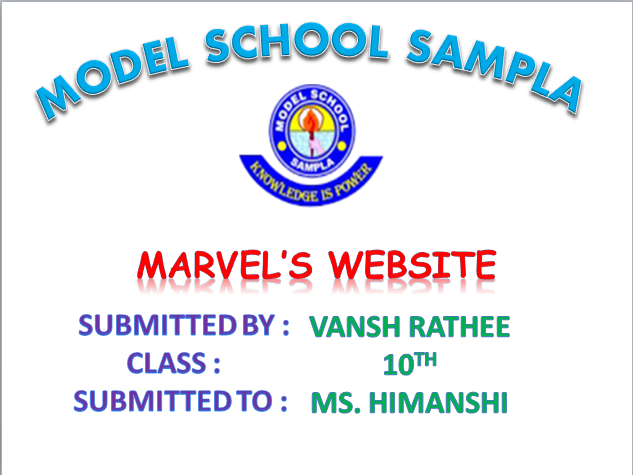 MODEL SCHOOL SAMPLA
MODEL SCHOOL
SAMPLA
KNOWLEDGE IS POWER
MARVEL'S WEBSITE
SUBMITTED BY : VANSH RATHEE
CLASS : 10TH
SUBMITTED TO : MS. HIMANSHI